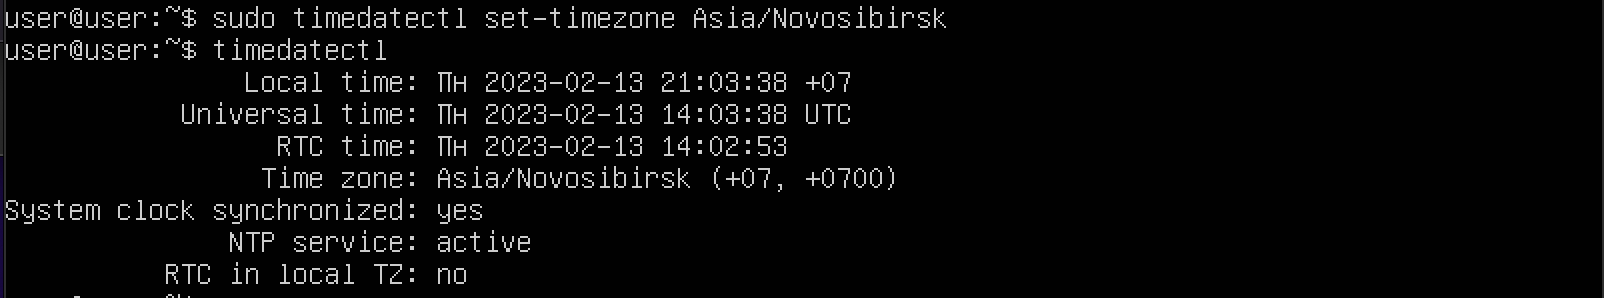 user@user:~$ sudo timedatectl set-timezone Asia/Novosibirsk
user@user:~$ timedatectl
Local time: Пн 2023-02-13 21:03:38 +07
Universal time: Пн 2023-02-13 14:03:38 UTC
RTC time: Пн 2023-02-13 14:02:53
Time zone: Asia/Novosibirsk (+07, +0700)
System clock synchronized: yes
NTP service: active
RTC in local TZ: no